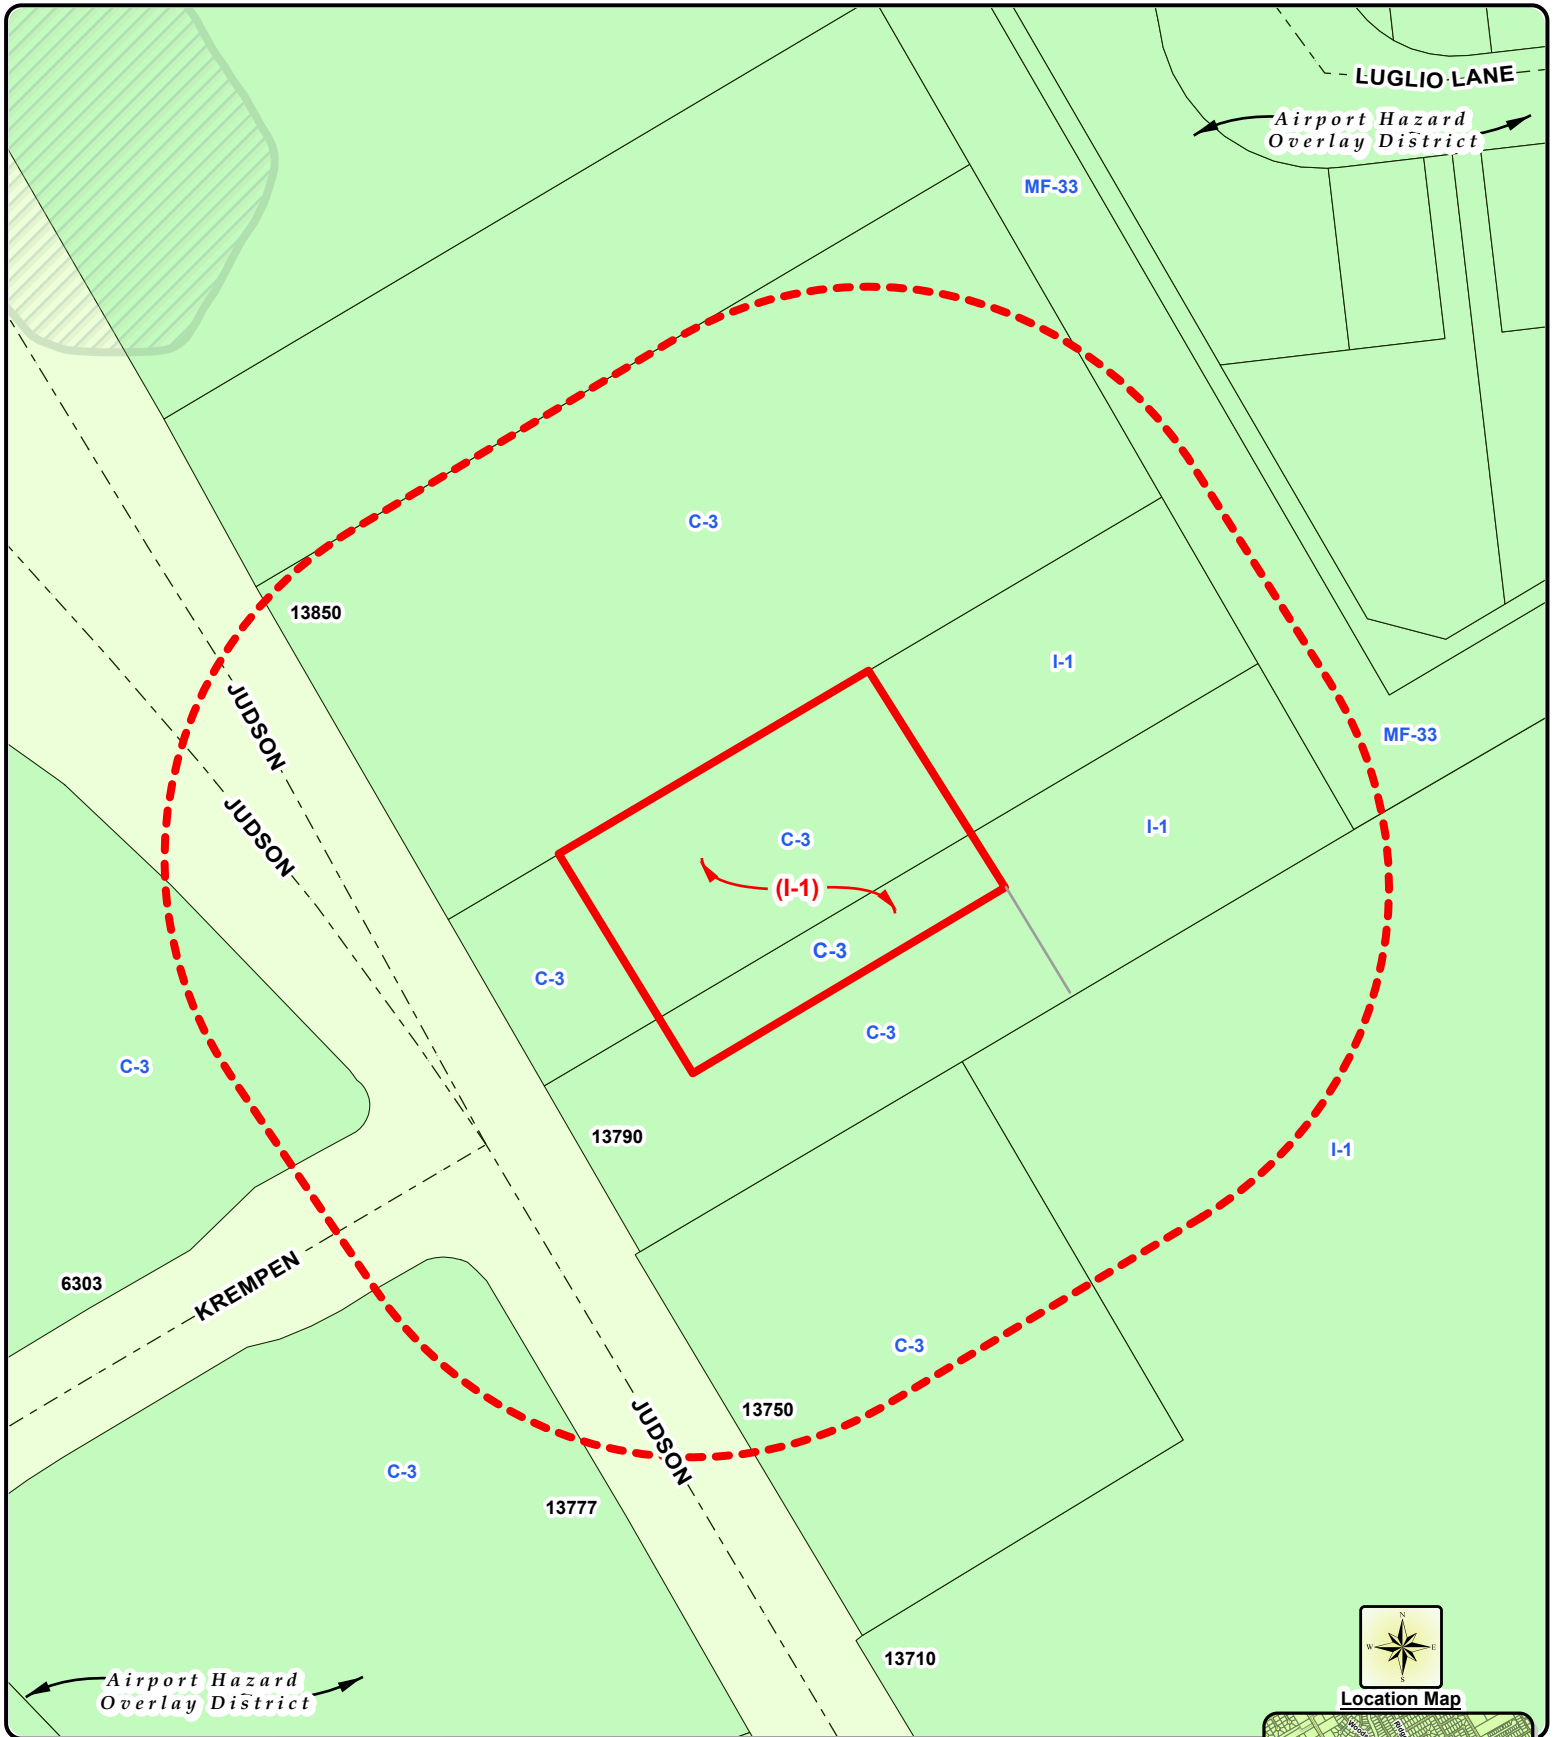 LUGLIO LANE
Airport Hazard
Overlay District
MF-33
C-3
13850
I-1
JUDSON
MF-33
JUDSON
I-1
C-3
(I-1)
C-3
C-3
C-3
C-3
13790
I-1
6303
KREMPEN
C-3
13750
JUDSON
C-3
13777
N
W
E
S
13710
Airport Hazard
Overlay District
Location Map